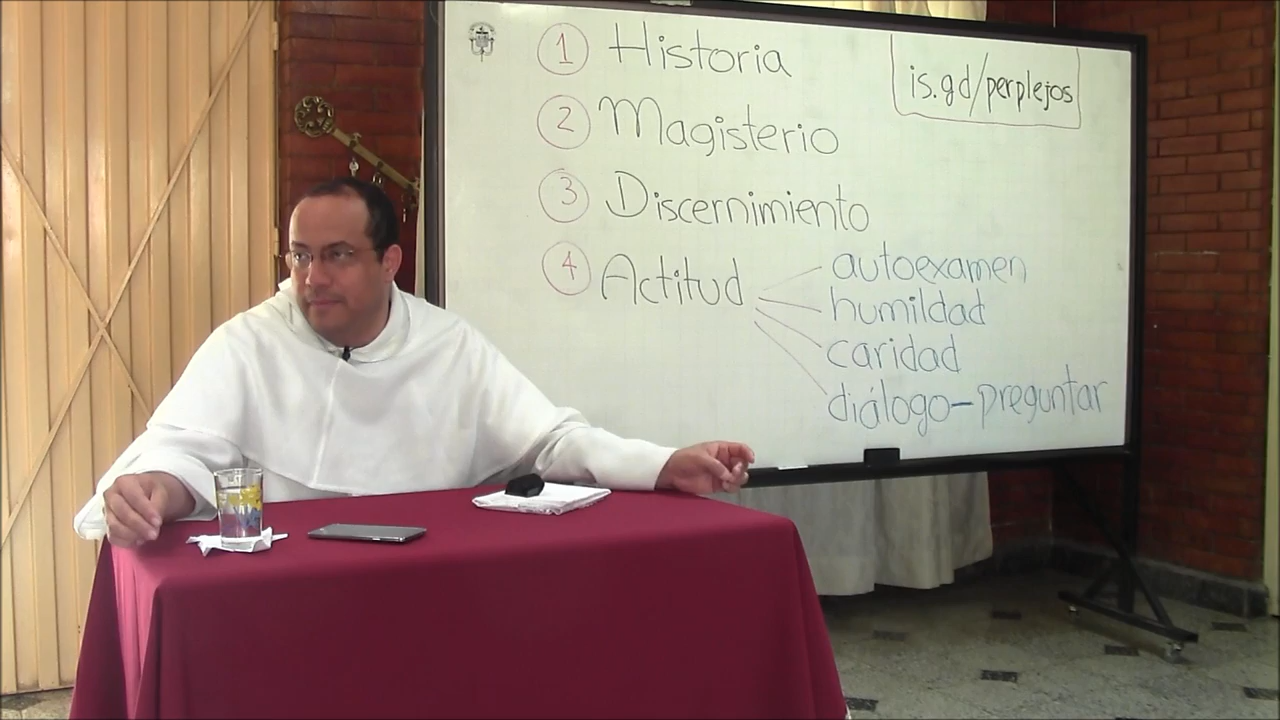 1 Historia
is.gd/perplejos
2 Magisterio
3 Discernimiento
4 Actitud
autoexamen
humildad
caridad
diálogo-preguntar